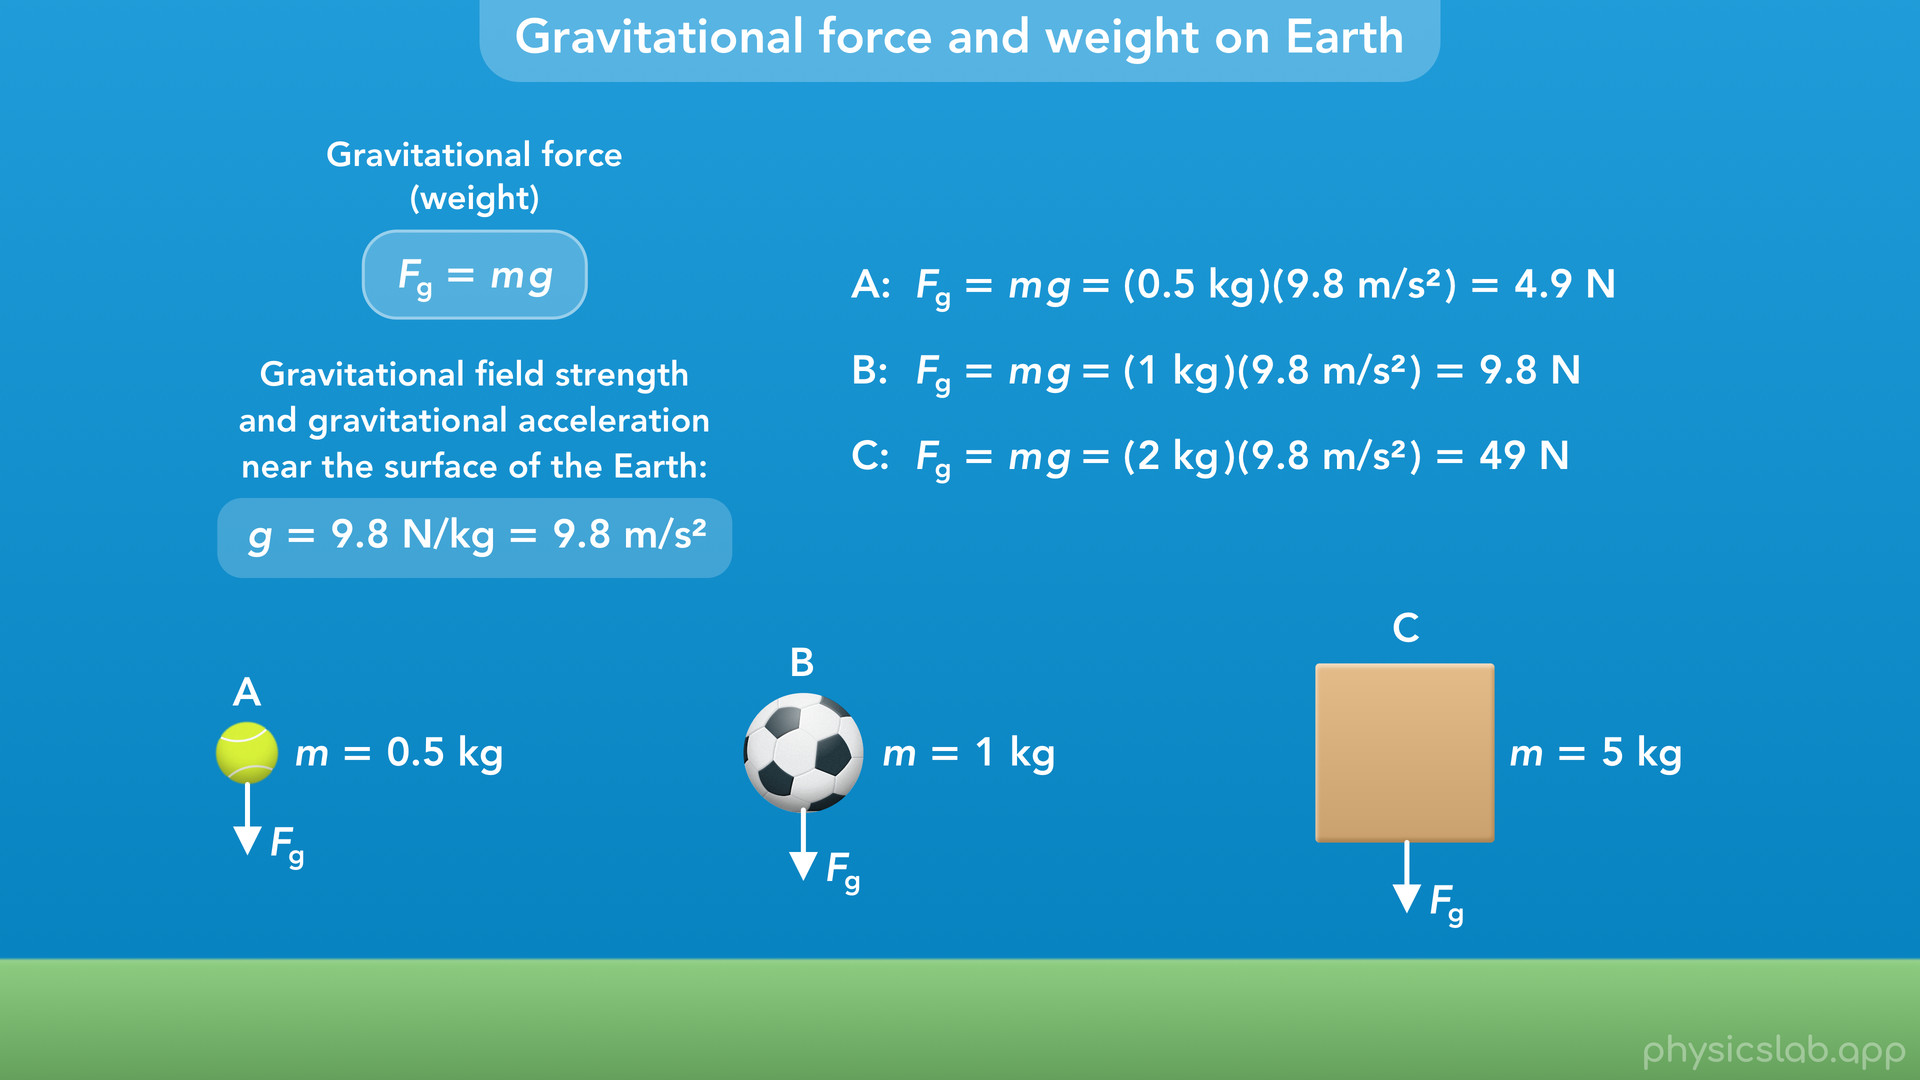 Gravitational force and weight on Earth
Gravitational force
(weight)
Fg = mg
Gravitational field strength
and gravitational acceleration
near the surface of the Earth:
g = 9.8 N/kg = 9.8 m/s²
A: Fg = mg = (0.5 kg)(9.8 m/s²) = 4.9 N
B: Fg = mg = (1 kg)(9.8 m/s²) = 9.8 N
C: Fg = mg = (2 kg)(9.8 m/s²) = 49 N
A
m = 0.5 kg
Fg
B
m = 1 kg
Fg
C
m = 5 kg
Fg
physicslab.app